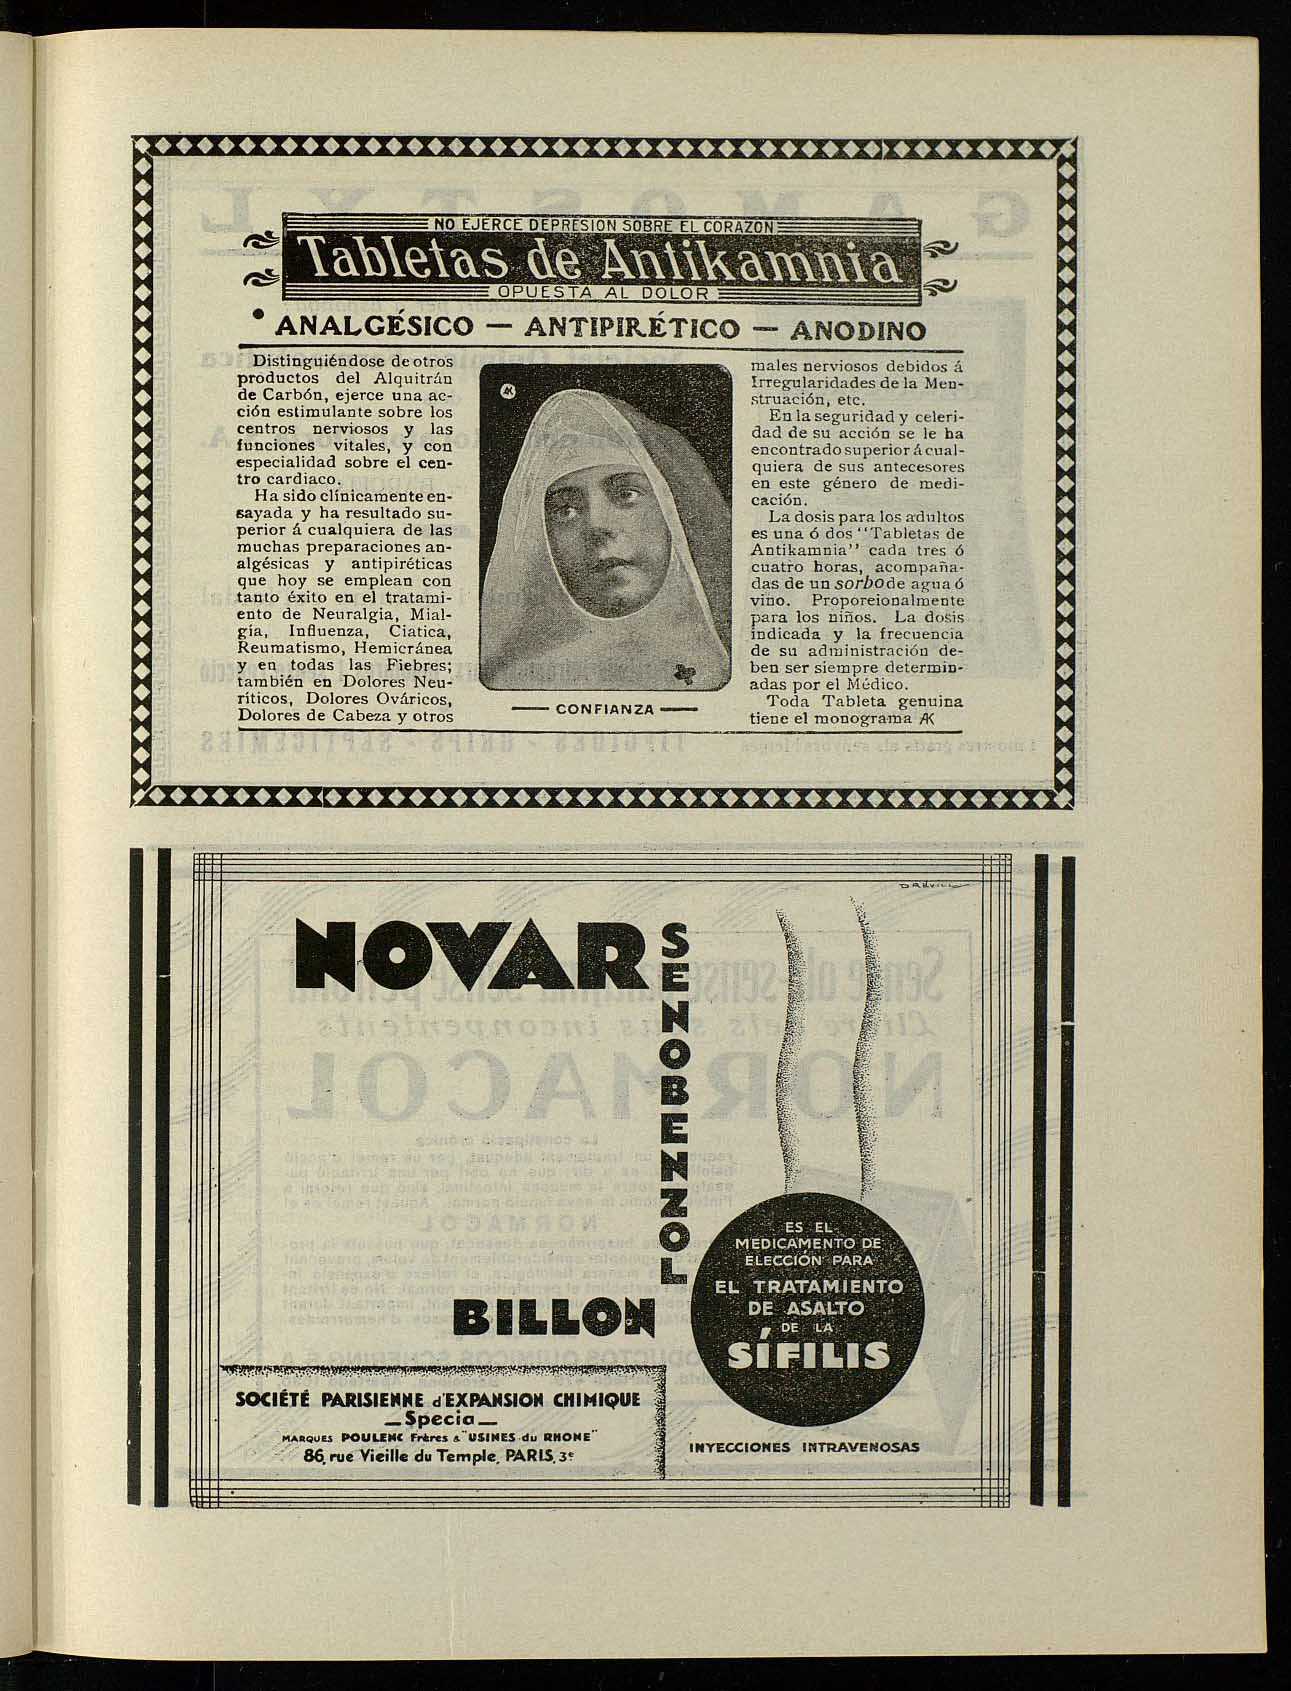 NO EJERCE DEPRESION SOBRE EL CORAZON
Tabletas de Antikamnia
OPUESTA AL DOLOR
ANALGÉSICO — ANTIPIRÉTICO — ANODINO
Distinguiéndose de otros
productos del Alquitrán
de Carbón, ejerce una ac-
ción estimulante sobre los
centros nerviosos y las
funciones vitales, y con
especialidad sobre el cen-
tro cardiaco.
Ha sido clínicamente en-
sayada y ha resultado su-
perior á cualquiera de las
muchas preparaciones an-
algésicas y antipiréticas
que hoy se emplean con
tanto éxito en el tratami-
ento de Neuralgia, Mial-
gía, Influenza, Ciatica,
Reumatismo, Hemicránea
y en todas las Fiebres;
también en Dolores Neu-
ríticos, Dolores Ováricos,
Dolores de Cabeza y otros
AK
— CONFIANZA —
males nerviosos debidos á
Irregularidades de la Men-
struación, etc.
En la seguridad y celeri-
dad de su acción se le ha
encontrado superior á cual-
quiera de sus antecesores
en este género de medi-
cación.
La dosis para los adultos
es una ó dos "Tabletas de
Antikamnia" cada tres ó
cuatro horas, acompaña-
das de un sorbo de agua ó
vino. Proporeionalmente
para los niños. La dosis
indicada y la frecuencia
de su administración de-
ben ser siempre determin-
adas por el Médico.
Toda Tableta genuina
tiene el monograma AK
NOVAR
SENOBENZOL
BILLON
ES EL
MEDICAMENTO DE
ELECCIÓN PARA
EL TRATAMIENTO
DE ASALTO
DE LA
SÍFILIS
INYECCIONES INTRAVENOSAS
SOCIÉTÉ PARISIENNE d'EXPANSION CHIMIQUE
— Specia —
MARQUES POULENC Frères & "USINES du RHONE"
86, rue Vieille du Temple, PARIS, 3e